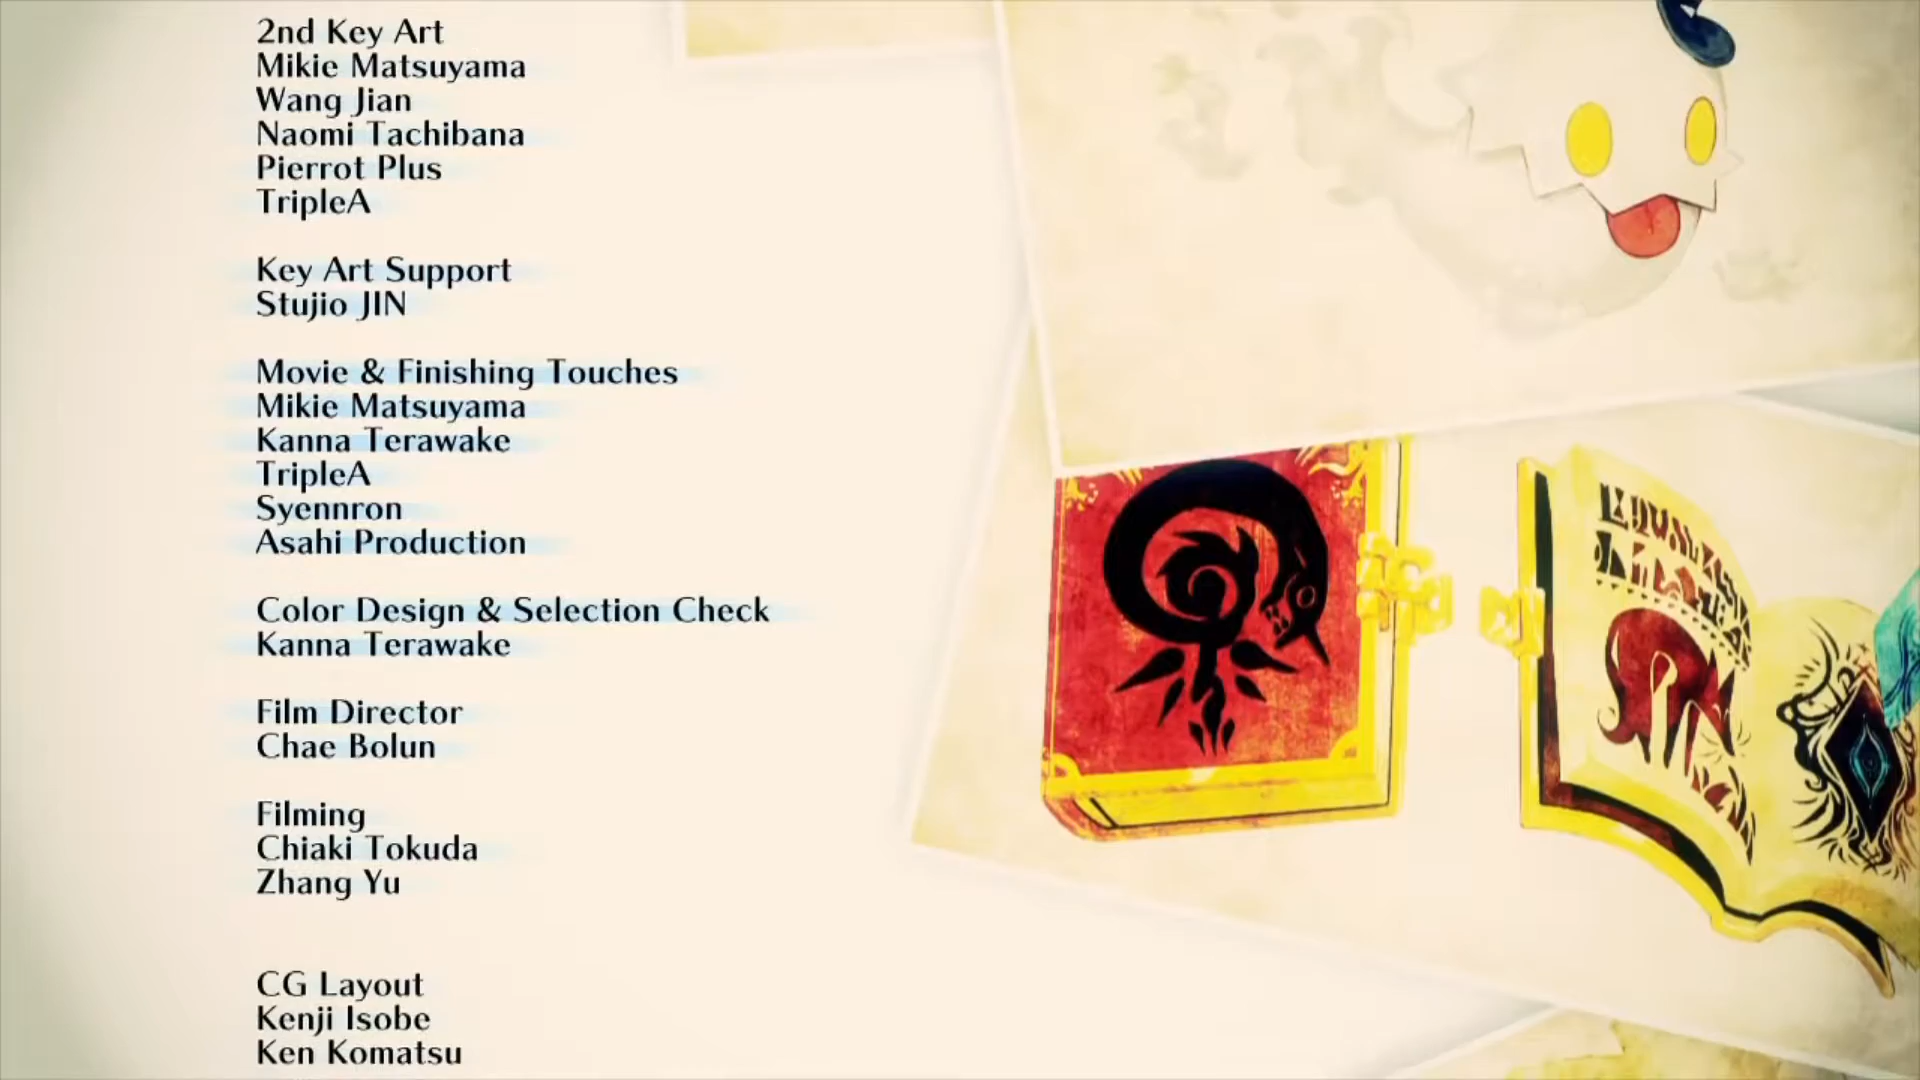 2nd Key Art
Mikie Matsuyama
Wang Jian
Naomi Tachibana
Pierrot Plus
TripleA
Key Art Support
Stujio JIN
Movie & Finishing Touches
Mikie Matsuyama
Kanna Terawake
TripleA
Syennron
Asahi Production
Color Design & Selection Check
Kanna Terawake
Film Director
Chae Bolun
Filming
Chiaki Tokuda
Zhang Yu
CG Layout
Kenji Isobe
Ken Komatsu